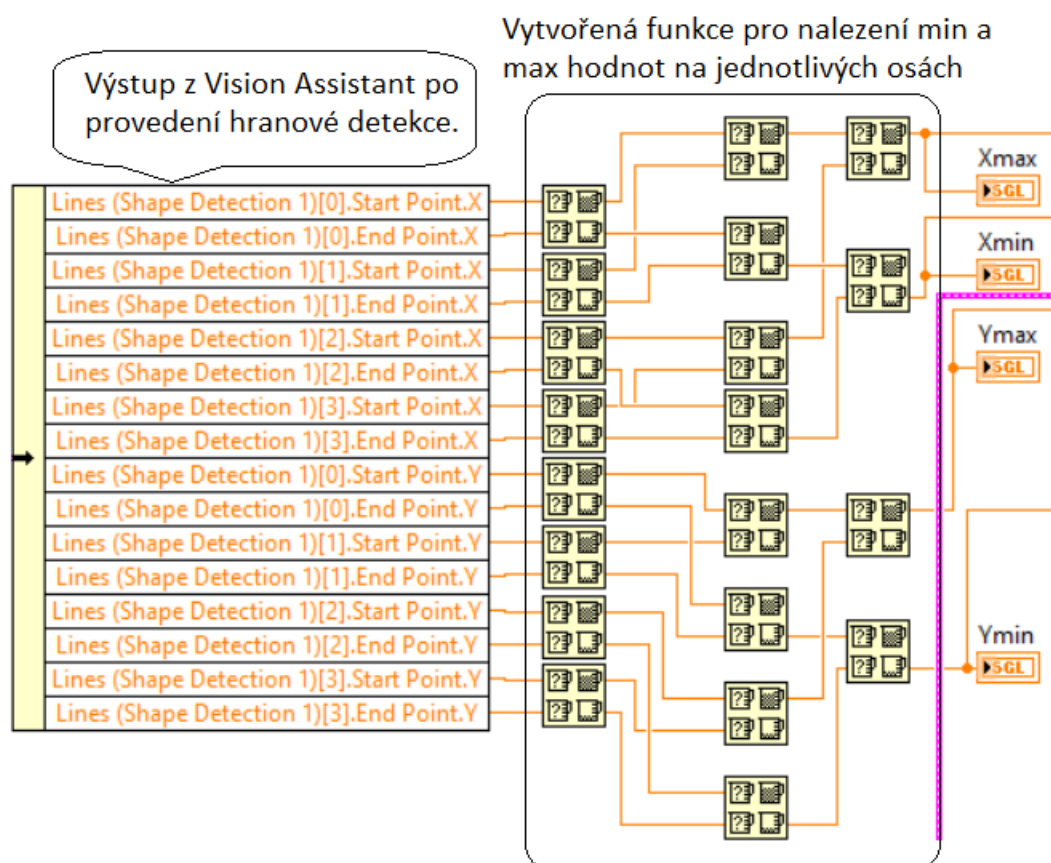 Vytvořená funkce pro nalezení min a
max hodnot na jednotlivých osách
Výstup z Vision Assistant po
provedení hranové detekce.
Lines (Shape Detection 1)[0].Start Point.X
Lines (Shape Detection 1)[0].End Point.X
Lines (Shape Detection 1)[1].Start Point.X
Lines (Shape Detection 1)[1].End Point.X
Lines (Shape Detection 1)[2].Start Point.X
Lines (Shape Detection 1)[2].End Point.X
Lines (Shape Detection 1)[3].Start Point.X
Lines (Shape Detection 1)[3].End Point.X
Lines (Shape Detection 1)[0].Start Point.Y
Lines (Shape Detection 1)[0].End Point.Y
Lines (Shape Detection 1)[1].Start Point.Y
Lines (Shape Detection 1)[1].End Point.Y
Lines (Shape Detection 1)[2].Start Point.Y
Lines (Shape Detection 1)[2].End Point.Y
Lines (Shape Detection 1)[3].Start Point.Y
Lines (Shape Detection 1)[3].End Point.Y
Xmax
SGL
Xmin
SGL
Ymax
SGL
Ymin
SGL